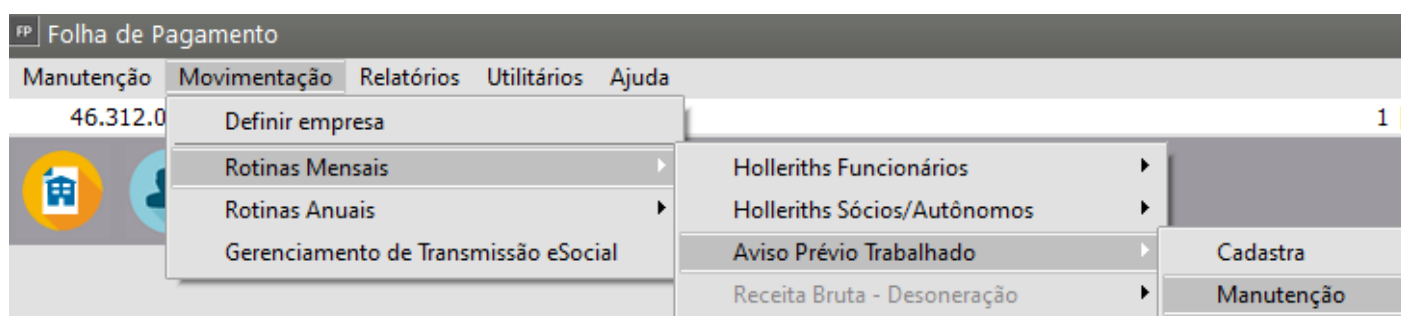 FP Folha de Pagamento
Manutenção Movimentação Relatórios Utilitários Ajuda
46.312.0 1
Definir empresa
Rotinas Mensais
Rotinas Anuais
Gerenciamento de Transmissão eSocial
Holleriths Funcionários
Holleriths Sócios/Autônomos
Aviso Prévio Trabalhado
Receita Bruta - Desoneração
Cadastra
Manutenção